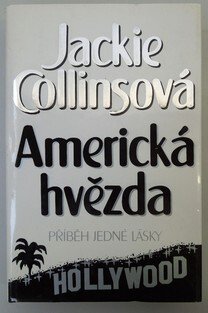 Jackie
Collinsová
Americká
hvězda
PŘÍBĚH JEDNÉ LÁSKY
HOLLYWOOD